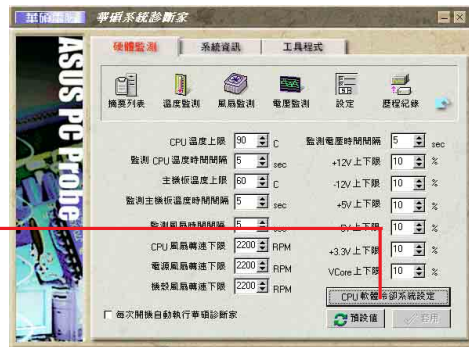 華碩系統診斷家
硬體監測 系統資訊 工具程式
ASUS PC Probe
摘要列表 溫度監測 風扇監測 電壓監測 設定 歷程紀錄
CPU 溫度上限 90 C 監測電壓時間間隔 5 sec
監測 CPU 溫度時間間隔 5 sec +12V 上下限 10 %
主機板溫度上限 60 C -12V 上下限 10 %
監測主機板溫度時間間隔 5 sec +5V 上下限 10 %
監測風扇時間間隔 5 sec -5V 上下限 10 %
CPU 風扇轉速下限 2200 RPM +3.3V 上下限 10 %
電源風扇轉速下限 2200 RPM VCore 上下限 10 %
機殼風扇轉速下限 2200 RPM
CPU 軟體冷卻系統設定
每次開機自動執行華碩診斷家 預設值 套用